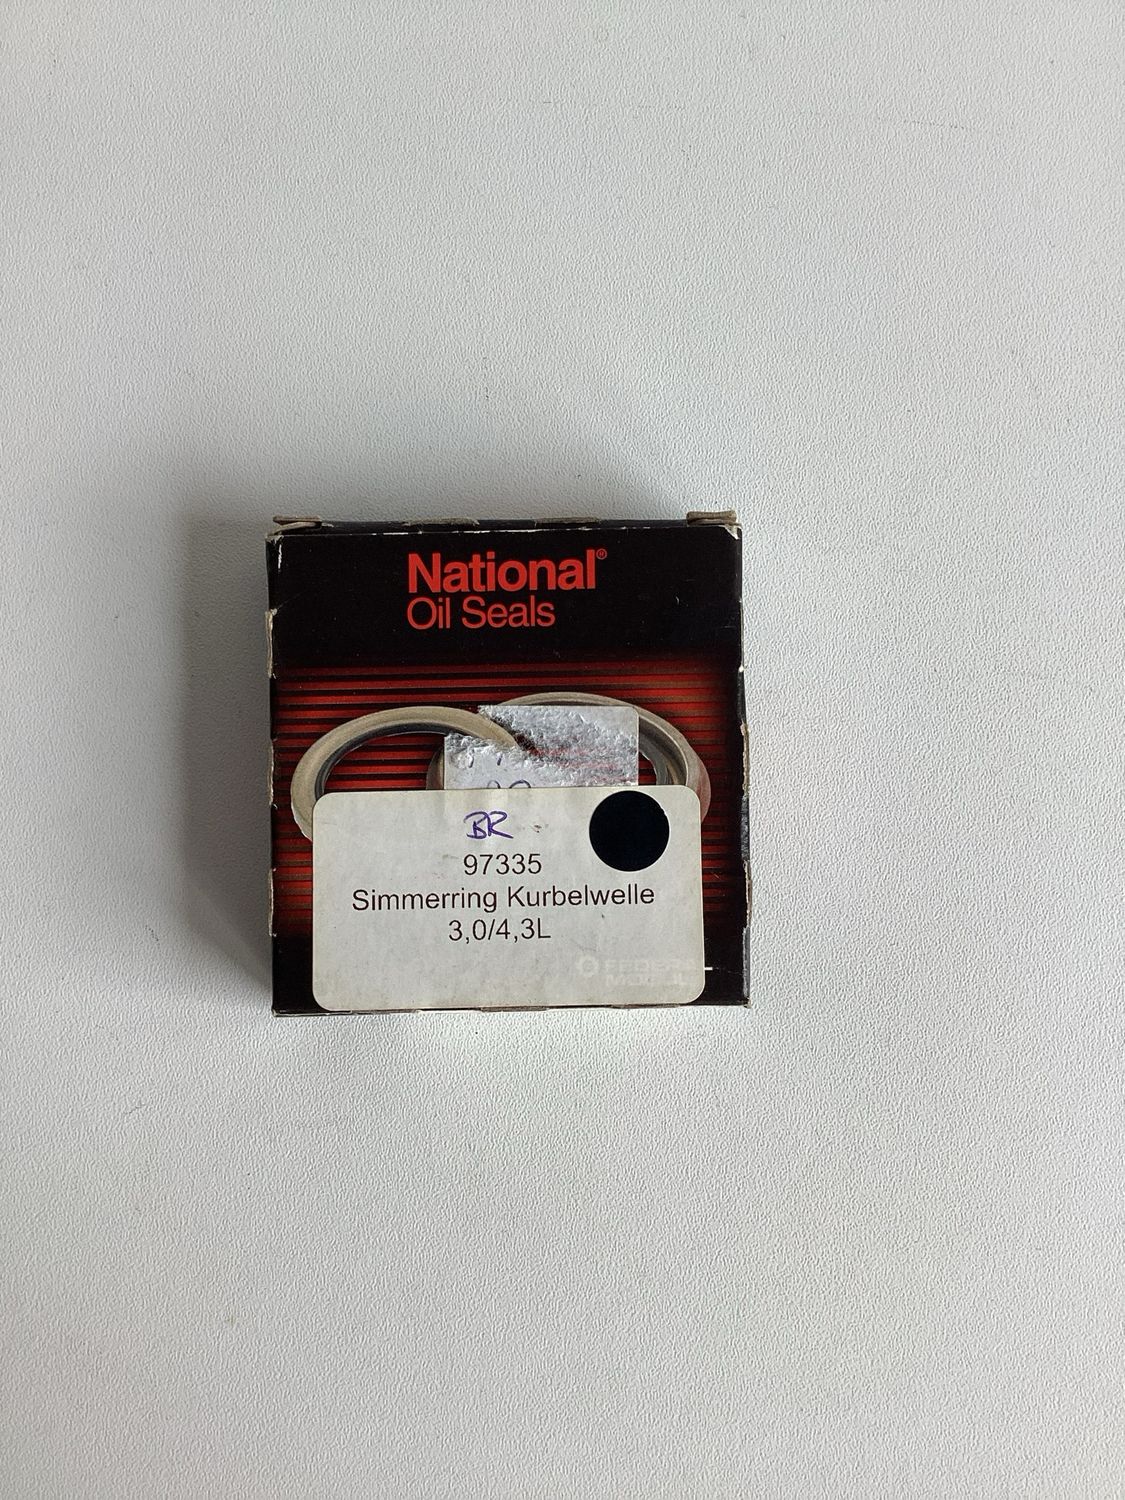 National®
Oil Seals
BR
97335
Simmerring Kurbelwelle
3,0/4,3L